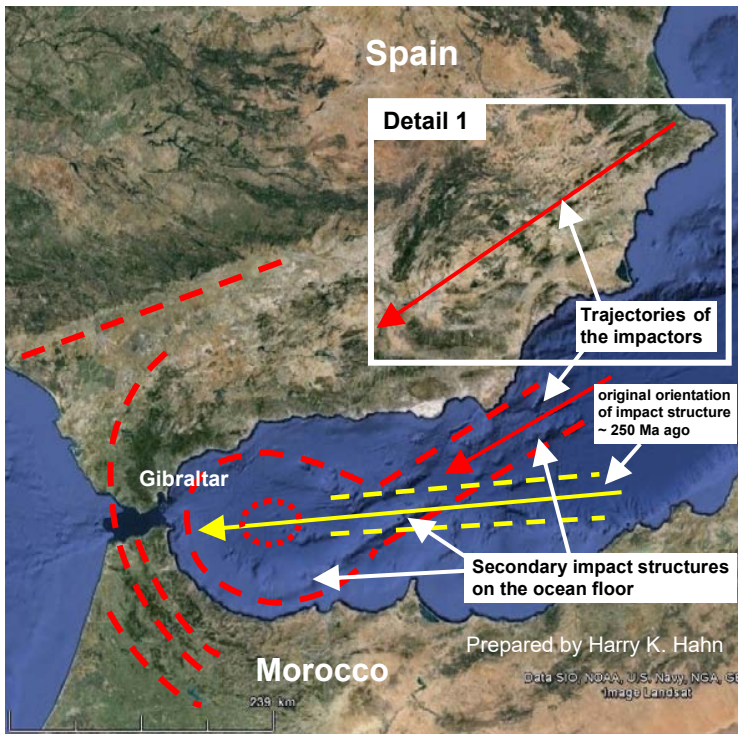 Spain
Detail 1
Trajectories of
the impactors
original orientation
of impact structure
~ 250 Ma ago
Gibraltar
Secondary impact structures
on the ocean floor
Prepared by Harry K. Hahn
Morocco
Data SIO, NOAA, U.S. Navy, NGA,
Image Landsat
239 km